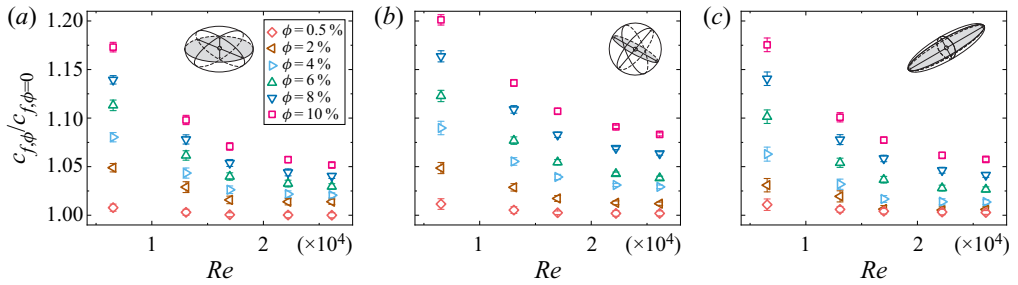 (a)
(b)
(c)
1.20
1.15
1.10
1.05
1.00
c_{f,ϕ}/c_{f,ϕ=0}
ϕ = 0.5 %
ϕ = 2 %
ϕ = 4 %
ϕ = 6 %
ϕ = 8 %
ϕ = 10 %
1 2 (×10⁴)
1 2 (×10⁴)
1 2 (×10⁴)
Re
Re
Re